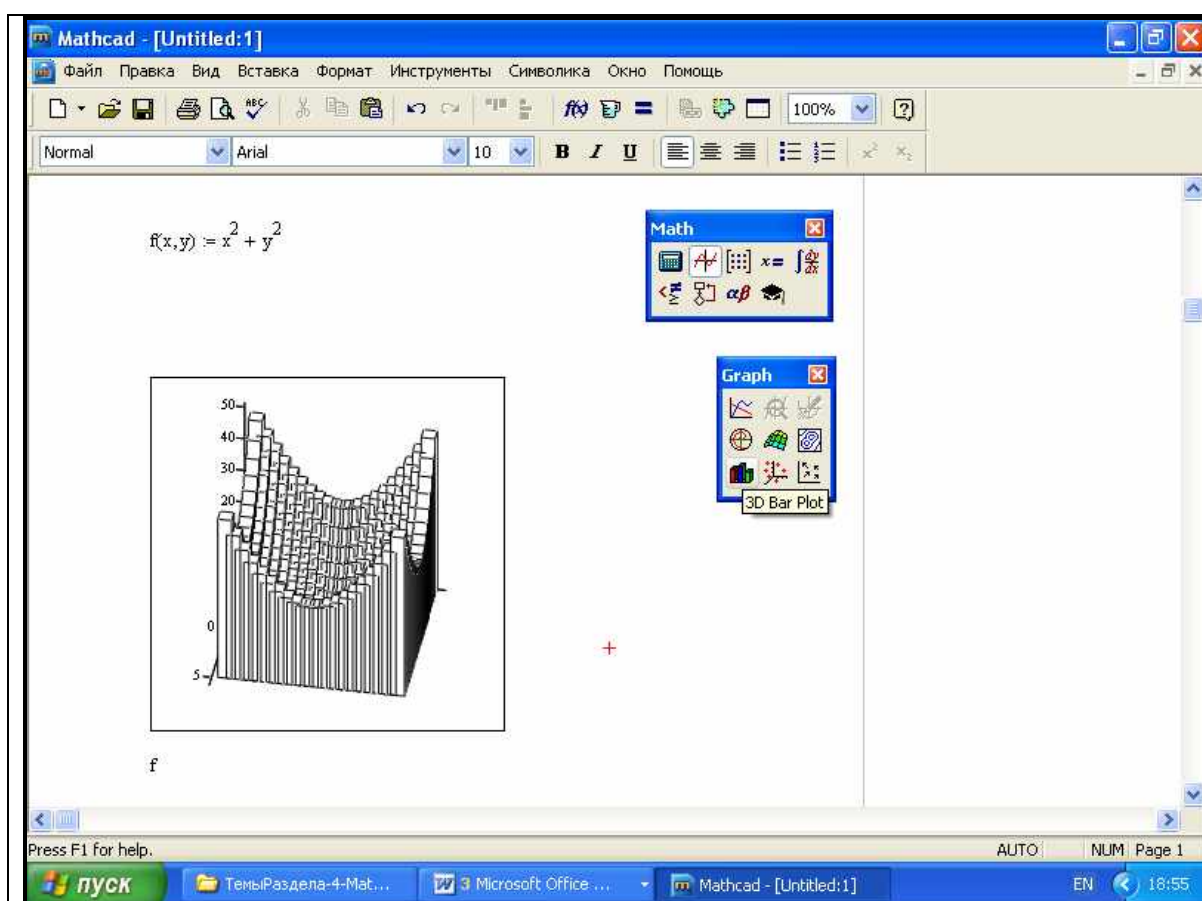 Mathcad - [Untitled:1]
Файл Правка Вид Вставка Формат Инструменты Символика Окно Помощь
100%
Normal Arial 10 B I U
f(x,y) := x² + y²
Math
Graph
3D Bar Plot
50
40
30
20
0
5
f
Press F1 for help. AUTO NUM Page 1
пуск ТемыРаздела-4-Mat... 3 Microsoft Office ... Mathcad - [Untitled:1] EN 18:55